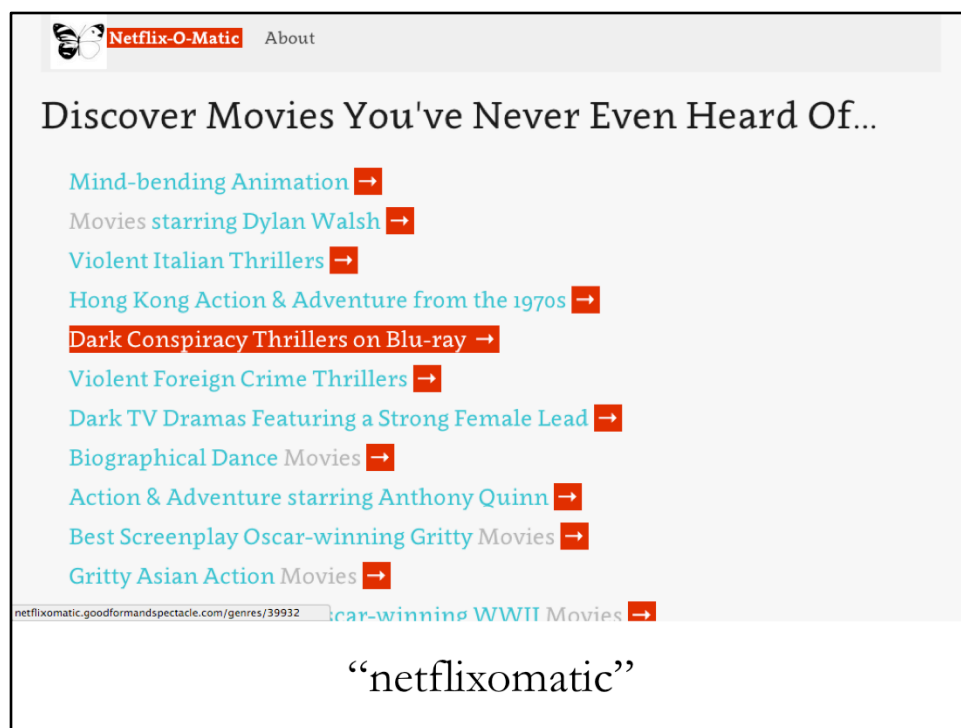 Netflix-O-Matic About
Discover Movies You've Never Even Heard Of...
Mind-bending Animation →
Movies starring Dylan Walsh →
Violent Italian Thrillers →
Hong Kong Action & Adventure from the 1970s →
Dark Conspiracy Thrillers on Blu-ray →
Violent Foreign Crime Thrillers →
Dark TV Dramas Featuring a Strong Female Lead →
Biographical Dance Movies →
Action & Adventure starring Anthony Quinn →
Best Screenplay Oscar-winning Gritty Movies →
Gritty Asian Action Movies →
netflixomatic.goodformandspectacle.com/genres/39932 scar-winning WWII Movies →
“netflixomatic”